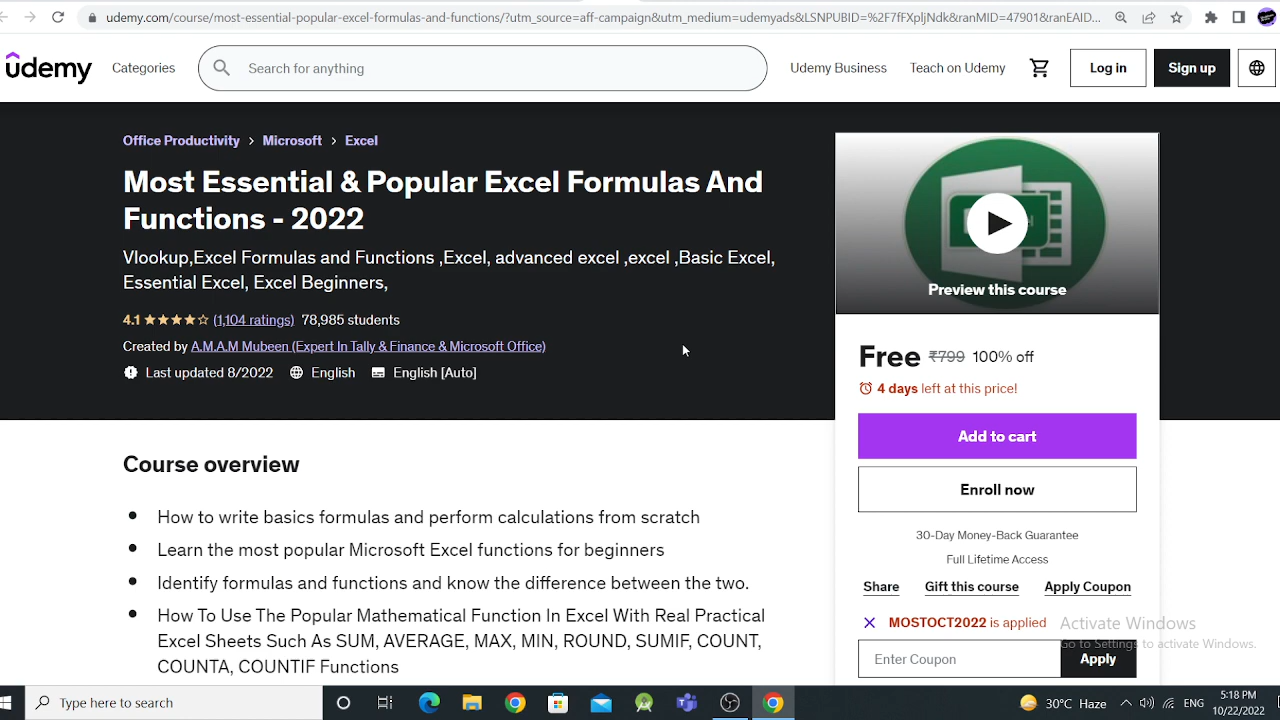 udemy.com/course/most-essential-popular-excel-formulas-and-functions/?utm_source=aff-campaign&utm_medium=udemyads&LSNPUBID=%2F7fFXpljNdk&ranMID=47901&ranEAID...
udemy
Categories
Search for anything
Udemy Business
Teach on Udemy
Log in
Sign up
Office Productivity > Microsoft > Excel
Most Essential & Popular Excel Formulas And
Functions - 2022
Vlookup,Excel Formulas and Functions ,Excel, advanced excel ,excel ,Basic Excel,
Essential Excel, Excel Beginners,
4.1 (1,104 ratings) 78,985 students
Created by A.M.A.M Mubeen (Expert In Tally & Finance & Microsoft Office)
Last updated 8/2022 English English [Auto]
Preview this course
Free ₹799 100% off
4 days left at this price!
Add to cart
Enroll now
30-Day Money-Back Guarantee
Full Lifetime Access
Share Gift this course Apply Coupon
MOSTOCT2022 is applied
Enter Coupon
Apply
Course overview
How to write basics formulas and perform calculations from scratch
Learn the most popular Microsoft Excel functions for beginners
Identify formulas and functions and know the difference between the two.
How To Use The Popular Mathematical Function In Excel With Real Practical
Excel Sheets Such As SUM, AVERAGE, MAX, MIN, ROUND, SUMIF, COUNT,
COUNTA, COUNTIF Functions
Activate Windows
Go to Settings to activate Windows.
Type here to search
30°C Haze
ENG
5:18 PM
10/22/2022